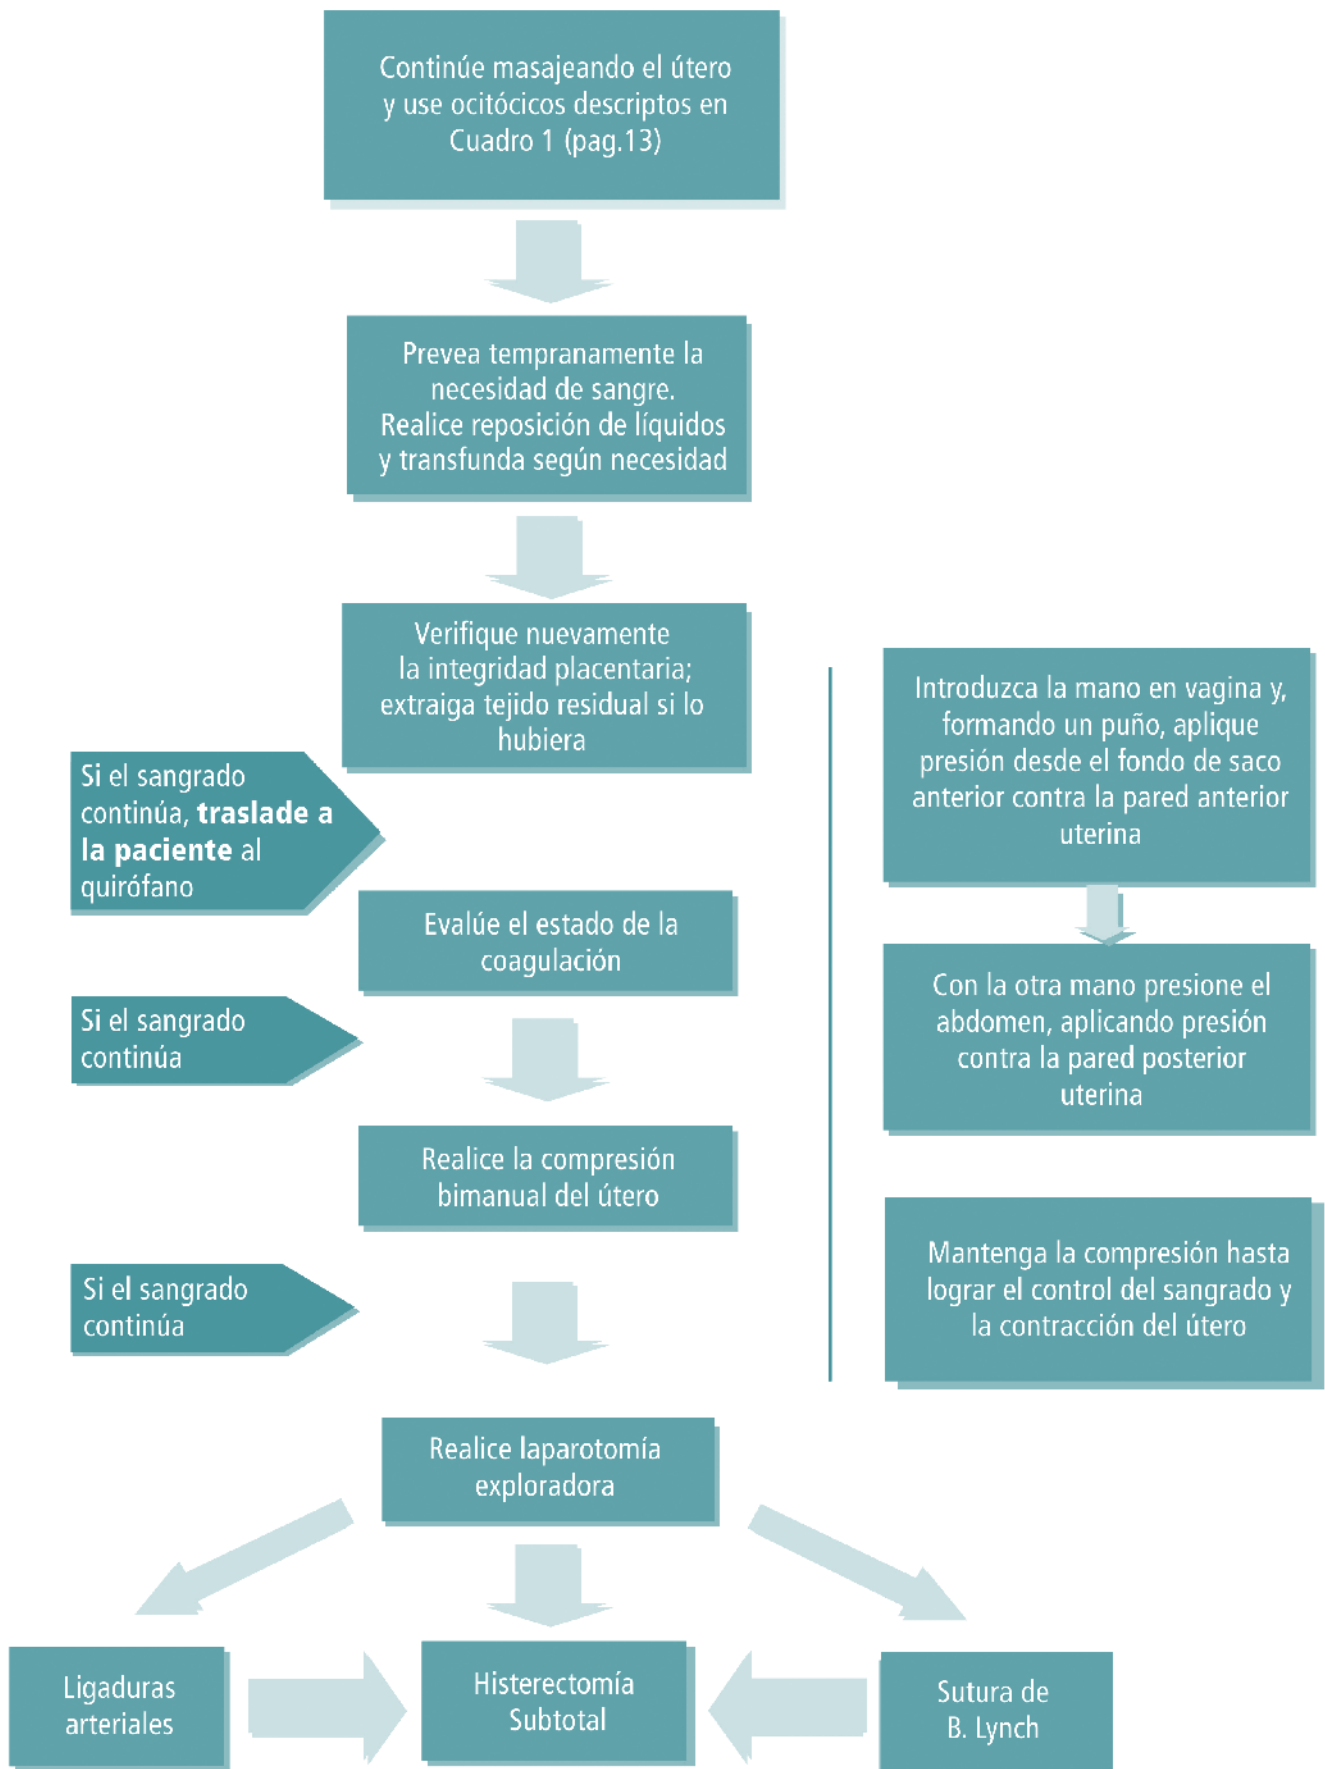 Continúe masajeando el útero
y use ocitócicos descriptos en
Cuadro 1 (pag.13)
Prevea tempranamente la
necesidad de sangre.
Realice reposición de líquidos
y transfunda según necesidad
Verifique nuevamente
la integridad placentaria;
extraiga tejido residual si lo
hubiera
Si el sangrado
continúa, traslade a
la paciente al
quirófano
Evalúe el estado de la
coagulación
Si el sangrado
continúa
Realice la compresión
bimanual del útero
Si el sangrado
continúa
Introduzca la mano en vagina y,
formando un puño, aplique
presión desde el fondo de saco
anterior contra la pared anterior
uterina
Con la otra mano presione el
abdomen, aplicando presión
contra la pared posterior
uterina
Mantenga la compresión hasta
lograr el control del sangrado y
la contracción del útero
Realice laparotomía
exploradora
Ligaduras
arteriales
Histerectomía
Subtotal
Sutura de
B. Lynch